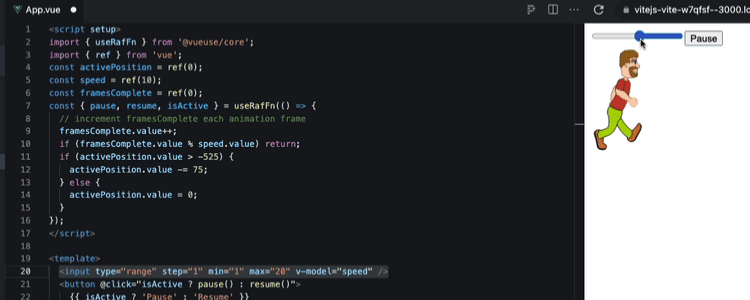 App.vue
vitejs-vite-w7qfsf--3000.lo
1 <script setup>
2 import { useRafFn } from '@vueuse/core';
3 import { ref } from 'vue';
4 const activePosition = ref(0);
5 const speed = ref(10);
6 const framesComplete = ref(0);
7 const { pause, resume, isActive } = useRafFn(() => {
8 // increment framesComplete each animation frame
9 framesComplete.value++;
10 if (framesComplete.value % speed.value) return;
11 if (activePosition.value > -525) {
12 activePosition.value -= 75;
13 } else {
14 activePosition.value = 0;
15 }
16 });
17 </script>
18
19 <template>
20 <input type="range" step="1" min="1" max="20" v-model="speed" />
21 <button @click="isActive ? pause() : resume()">
22 {{ isActive ? 'Pause' : 'Resume' }}
Pause